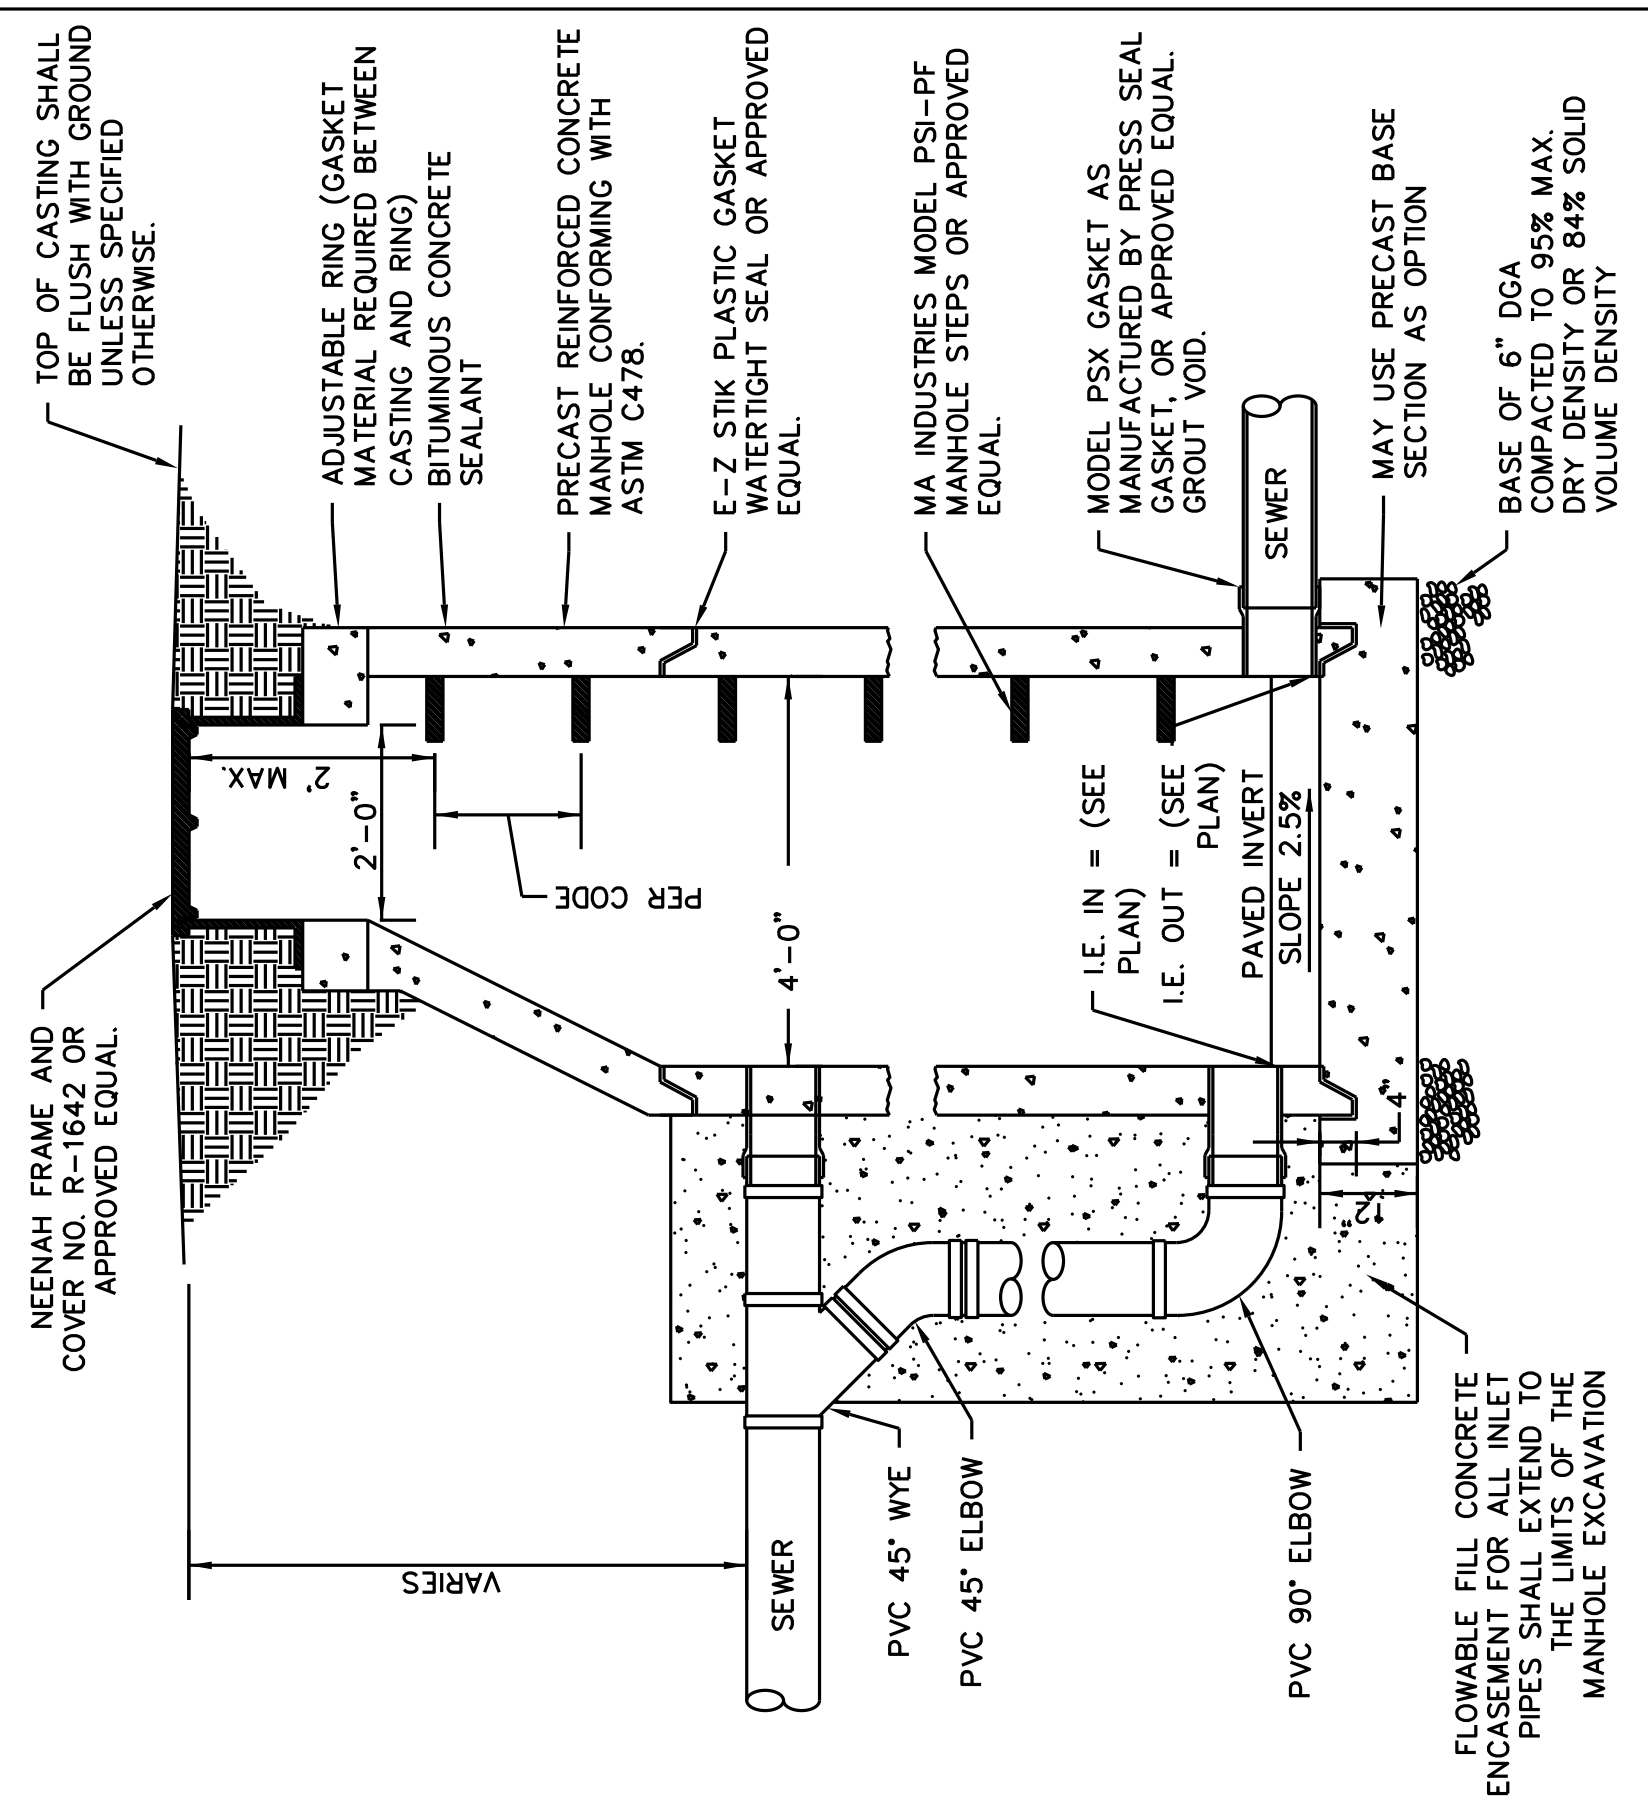 NEENAH FRAME AND
COVER NO. R-1642 OR
APPROVED EQUAL.
TOP OF CASTING SHALL
BE FLUSH WITH GROUND
UNLESS SPECIFIED
OTHERWISE.
ADJUSTABLE RING (GASKET
MATERIAL REQUIRED BETWEEN
CASTING AND RING)
BITUMINOUS CONCRETE
SEALANT
PRECAST REINFORCED CONCRETE
MANHOLE CONFORMING WITH
ASTM C478.
E-Z STIK PLASTIC GASKET
WATERTIGHT SEAL OR APPROVED
EQUAL.
MA INDUSTRIES MODEL PSI-PF
MANHOLE STEPS OR APPROVED
EQUAL.
MODEL PSX GASKET AS
MANUFACTURED BY PRESS SEAL
GASKET, OR APPROVED EQUAL.
GROUT VOID.
SEWER
MAY USE PRECAST BASE
SECTION AS OPTION
BASE OF 6" DGA
COMPACTED TO 95% MAX.
DRY DENSITY OR 84% SOLID
VOLUME DENSITY
2' MAX.
2'-0"
PER CODE
4'-0"
I.E. IN = (SEE
PLAN)
I.E. OUT = (SEE
PLAN)
PAVED INVERT
SLOPE 2.5%
4"
12"
VARIES
SEWER
PVC 45° WYE
PVC 45° ELBOW
PVC 90° ELBOW
FLOWABLE FILL CONCRETE
ENCASEMENT FOR ALL INLET
PIPES SHALL EXTEND TO
THE LIMITS OF THE
MANHOLE EXCAVATION